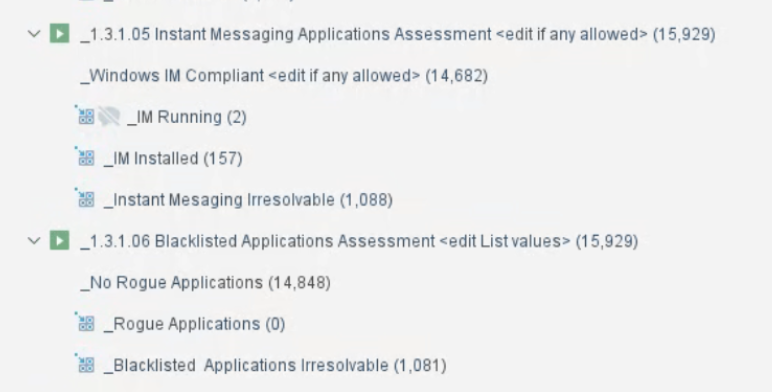 _1.3.1.05 Instant Messaging Applications Assessment <edit if any allowed> (15,929)
_Windows IM Compliant <edit if any allowed> (14,682)
_IM Running (2)
_IM Installed (157)
_Instant Mesaging Irresolvable (1,088)
_1.3.1.06 Blacklisted Applications Assessment <edit List values> (15,929)
_No Rogue Applications (14,848)
_Rogue Applications (0)
_Blacklisted  Applications Irresolvable (1,081)